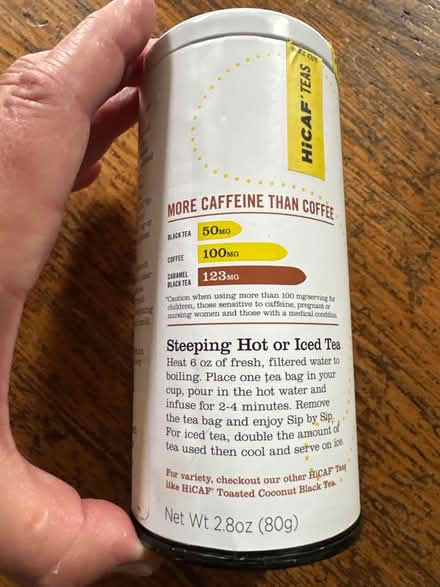 HiCAF® TEAS
MORE CAFFEINE THAN COFFEE
BLACK TEA 50MG
COFFEE 100MG
CARAMEL
BLACK TEA 123MG
*Caution when using more than 100 mg/serving for
children, those sensitive to caffeine, pregnant or
nursing women and those with a medical condition.
Steeping Hot or Iced Tea
Heat 6 oz of fresh, filtered water to
boiling. Place one tea bag in your
cup, pour in the hot water and
infuse for 2-4 minutes. Remove
the tea bag and enjoy Sip by Sip.
For iced tea, double the amount of
tea used then cool and serve on ice.
For variety, checkout our other HiCAF® Teas
like HiCAF® Toasted Coconut Black Tea.
Net Wt 2.8oz (80g)